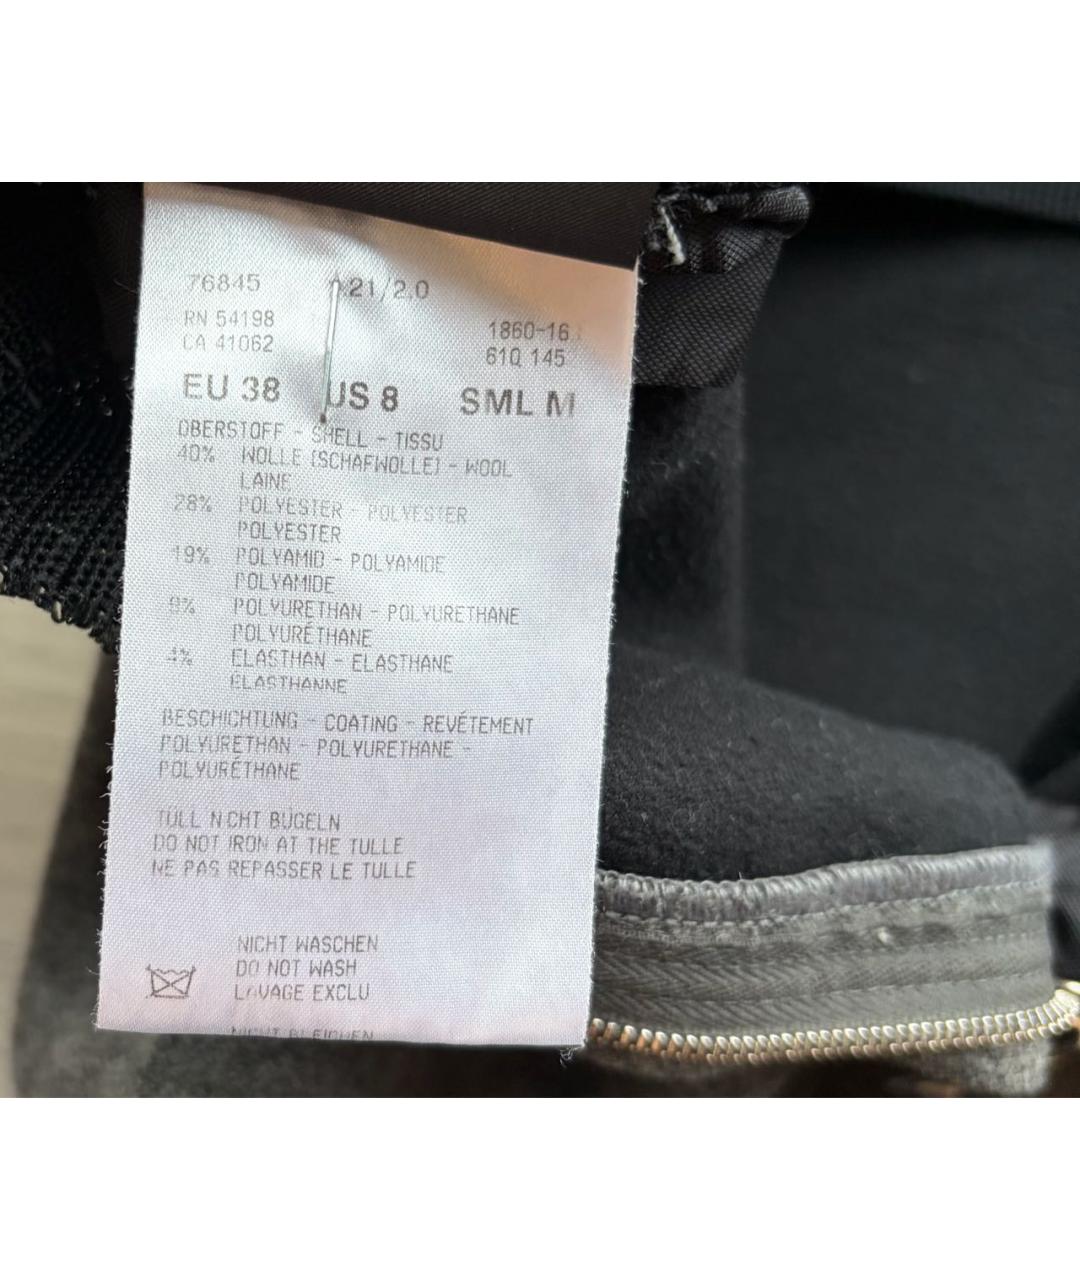 76845
21/2.0
RN 54198
CA 41062
1860-16
61Q 145
EU 38 US 8 SML M
OBERSTOFF - SHELL - TISSU
40% WOLLE (SCHAFWOLLE) - WOOL
LAINE
28% POLYESTER - POLYESTER
POLYESTER
19% POLYAMID - POLYAMIDE
POLYAMIDE
9% POLYURETHAN - POLYURETHANE
POLYURÉTHANE
4% ELASTHAN - ELASTHANE
ELASTHANNE
BESCHICHTUNG - COATING - REVÉTEMENT
POLYURETHAN - POLYURETHANE -
POLYURÉTHANE
TÜLL NICHT BÜGELN
DO NOT IRON AT THE TULLE
NE PAS REPASSER LE TULLE
NICHT WASCHEN
DO NOT WASH
LAVAGE EXCLU
NICHT BLEICHEN